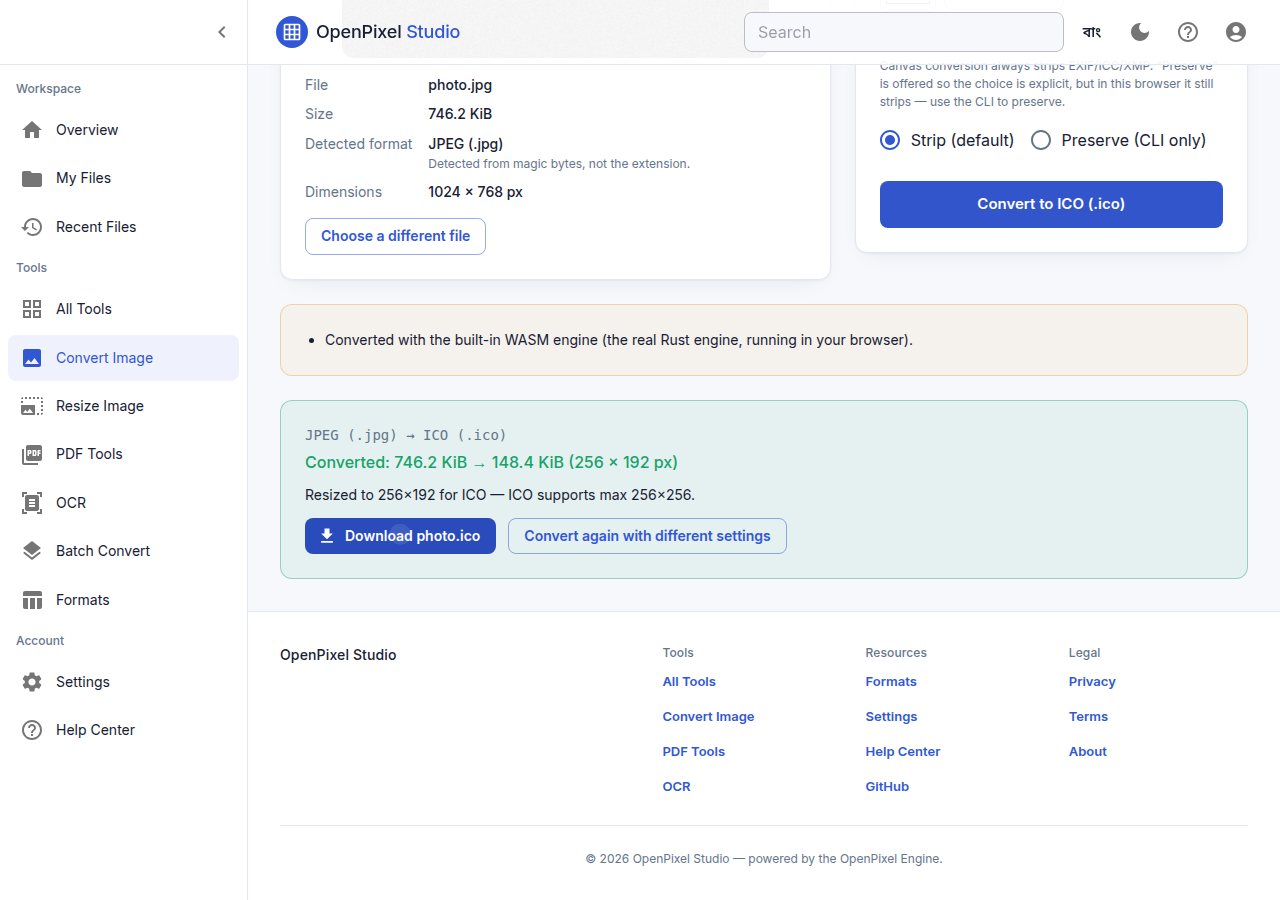 OpenPixel Studio
Search
বাং
Workspace
Overview
My Files
Recent Files
Tools
All Tools
Convert Image
Resize Image
PDF Tools
OCR
Batch Convert
Formats
Account
Settings
Help Center
File photo.jpg
Size 746.2 KiB
Detected format JPEG (.jpg)
Detected from magic bytes, not the extension.
Dimensions 1024 × 768 px
Choose a different file
Canvas conversion always strips EXIF/ICC/XMP. "Preserve"
is offered so the choice is explicit, but in this browser it still
strips — use the CLI to preserve.
Strip (default) Preserve (CLI only)
Convert to ICO (.ico)
Converted with the built-in WASM engine (the real Rust engine, running in your browser).
JPEG (.jpg) → ICO (.ico)
Converted: 746.2 KiB → 148.4 KiB (256 × 192 px)
Resized to 256×192 for ICO — ICO supports max 256×256.
Download photo.ico Convert again with different settings
OpenPixel Studio
Tools
All Tools
Convert Image
PDF Tools
OCR
Resources
Formats
Settings
Help Center
GitHub
Legal
Privacy
Terms
About
© 2026 OpenPixel Studio — powered by the OpenPixel Engine.